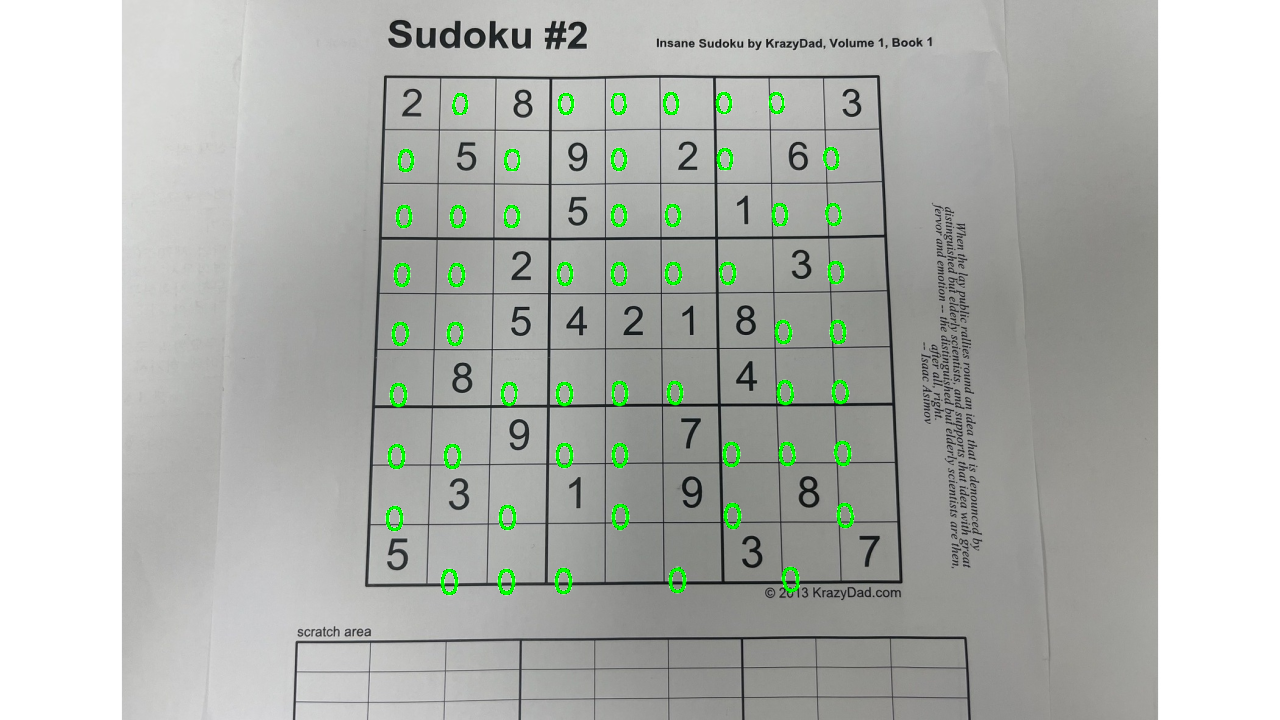 Sudoku #2
Insane Sudoku by KrazyDad, Volume 1, Book 1
2 0 8 0 0 0 0 0 3
0 5 0 9 0 2 0 6 0
0 0 0 5 0 0 1 0 0
0 0 2 0 0 0 0 3 0
0 0 5 4 2 1 8 0 0
0 8 0 0 0 0 4 0 0
0 0 9 0 0 7 0 0 0
0 3 0 1 0 9 0 8 0
5 0 0 0 0 3 0 7
© 2013 KrazyDad.com
When the lay public rallies round an idea that is denounced by
distinguished but elderly scientists, and supports that idea with great
fervor and emotion – the distinguished but elderly scientists are then,
after all, right.
– Isaac Asimov
scratch area